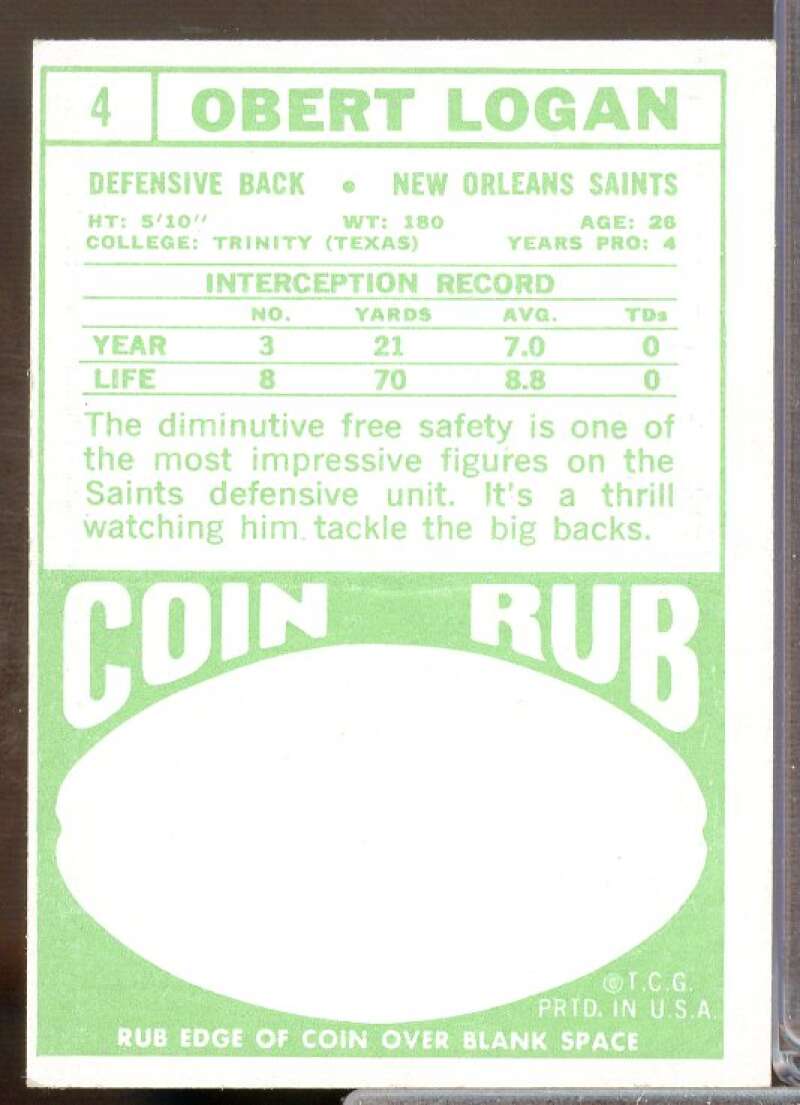 4 OBERT LOGAN
DEFENSIVE BACK • NEW ORLEANS SAINTS
HT: 5'10" WT: 180 AGE: 26
COLLEGE: TRINITY (TEXAS) YEARS PRO: 4
INTERCEPTION RECORD
NO. YARDS AVG. TDs
YEAR 3 21 7.0 0
LIFE 8 70 8.8 0
The diminutive free safety is one of
the most impressive figures on the
Saints defensive unit. It's a thrill
watching him tackle the big backs.
COIN RUB
©T.C.G.
PRTD. IN U.S.A.
RUB EDGE OF COIN OVER BLANK SPACE